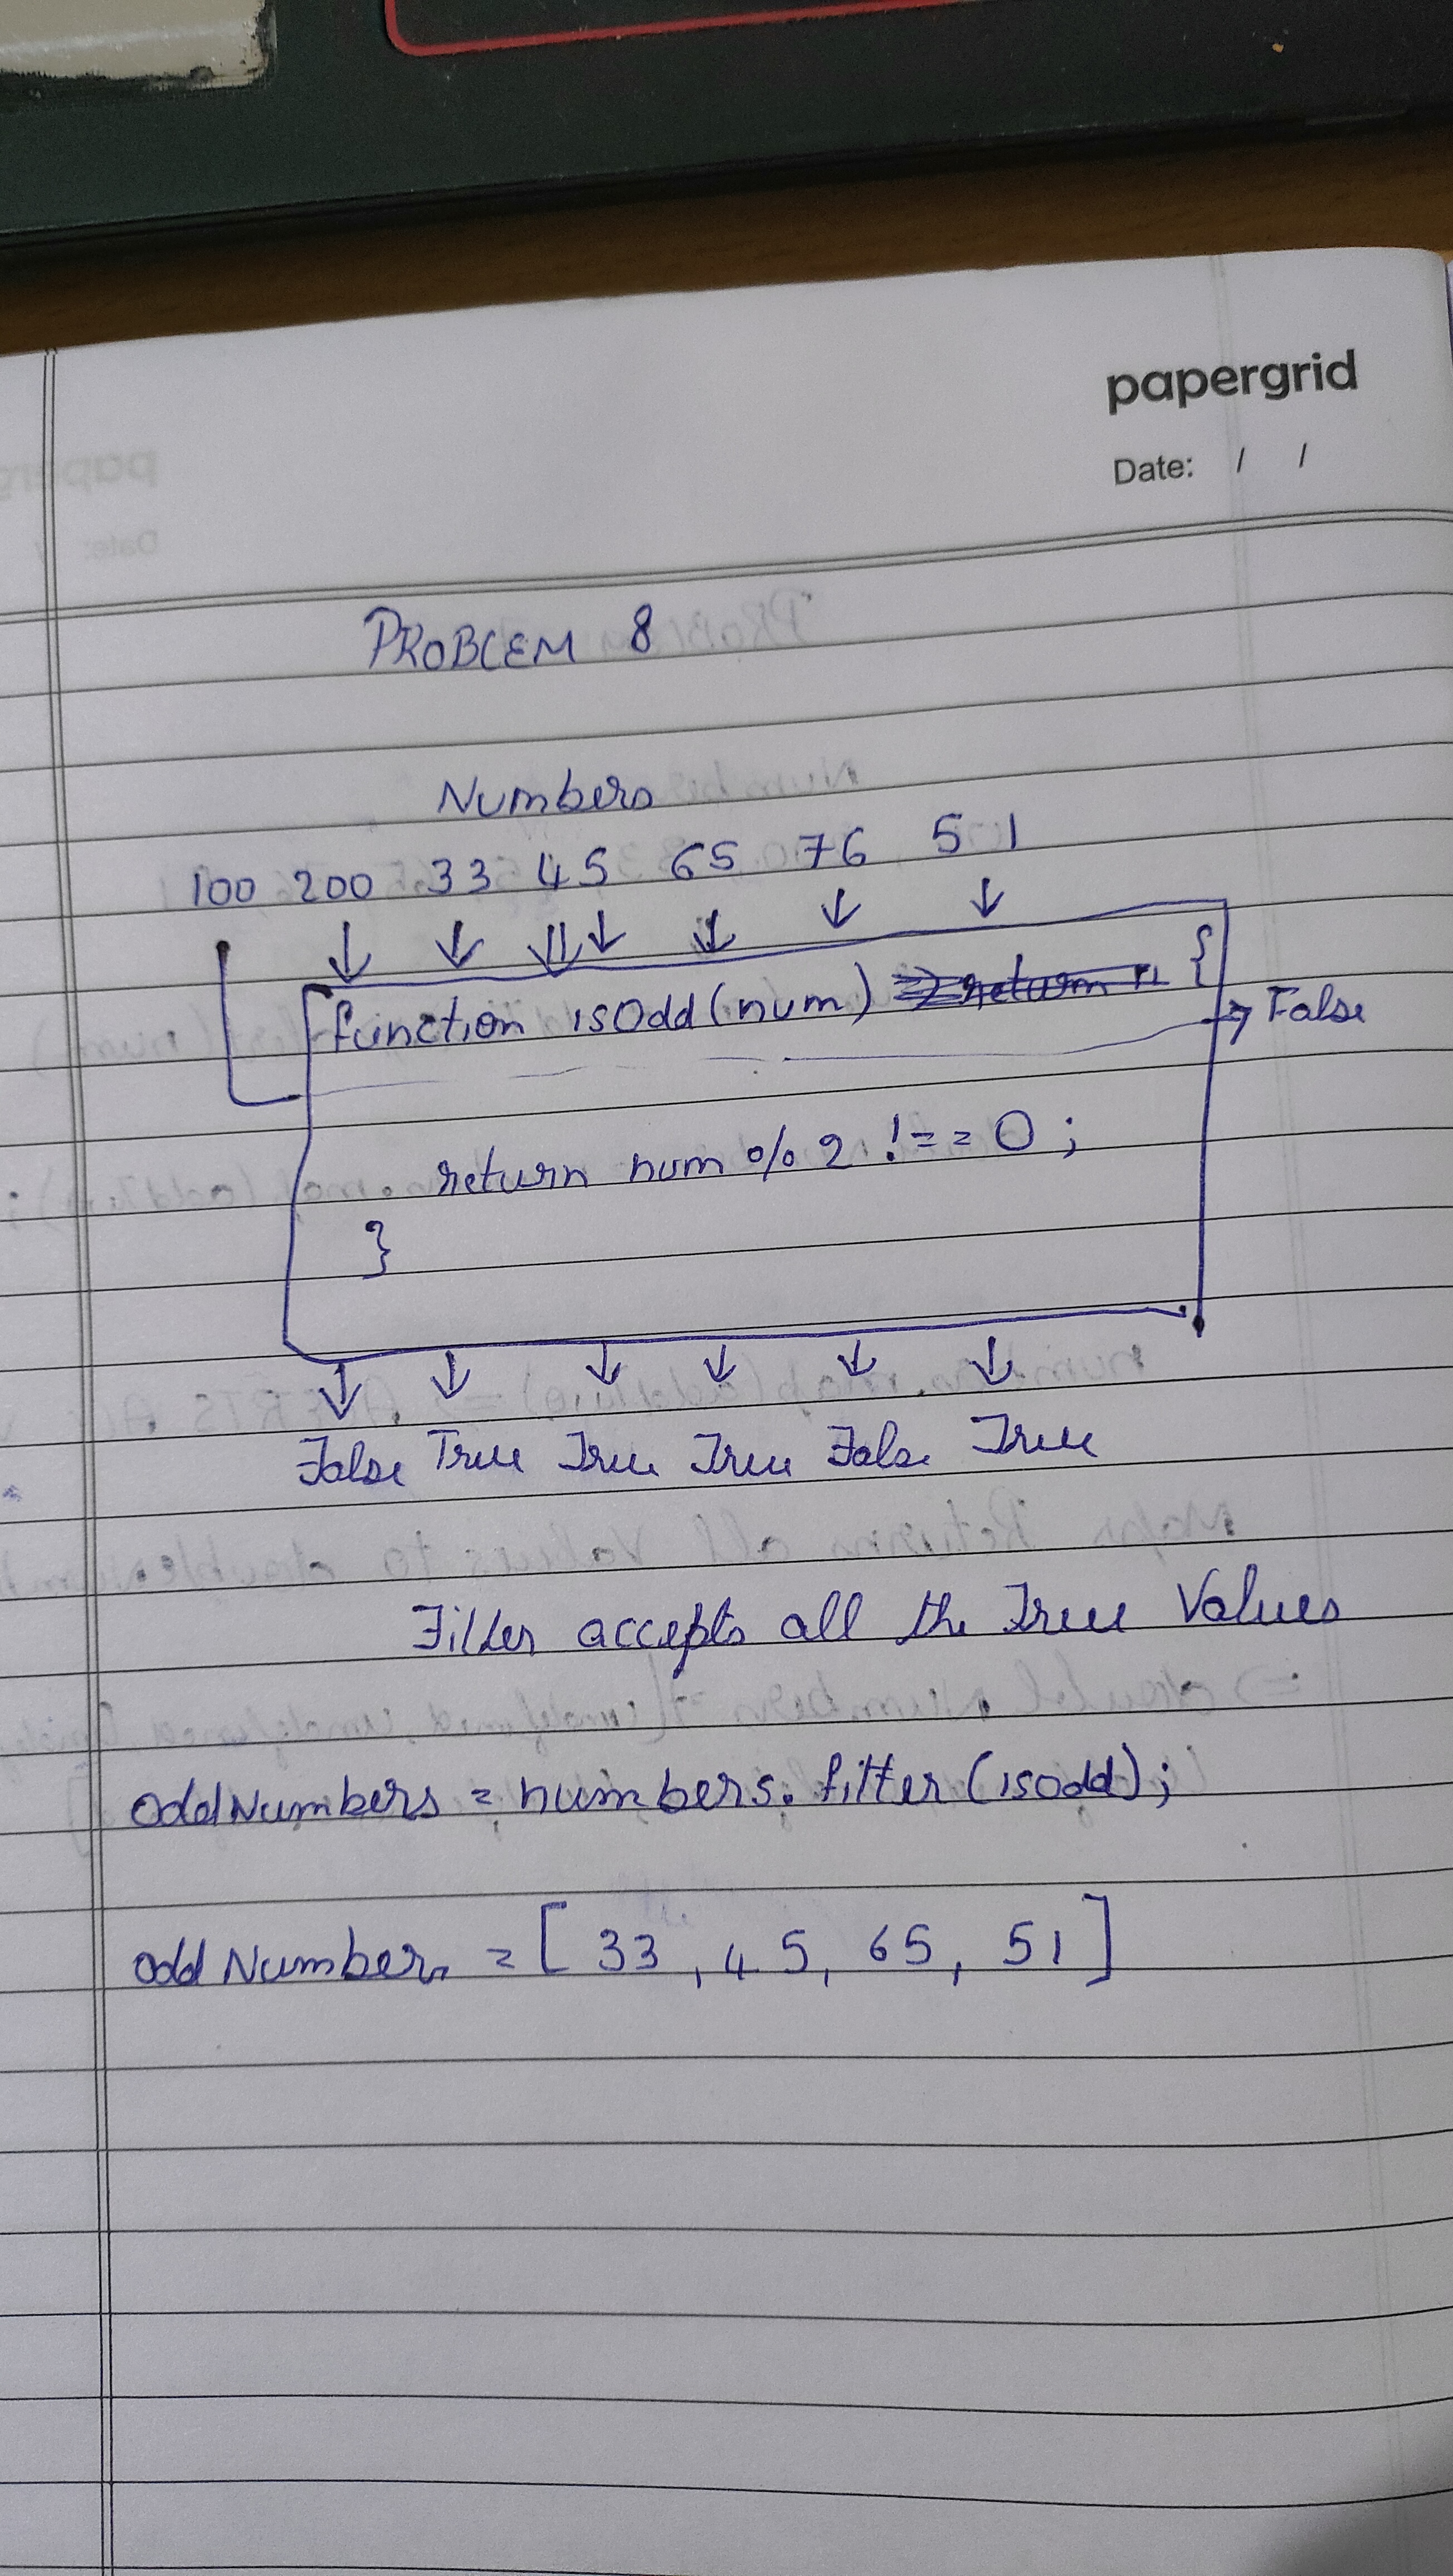 papergrid
Date: / /
PROBLEM 8
Numbers
100 200 33 45 65 76 51
function isOdd(num) {
False
return num % 2 !== 0 ;
}
False True True True False True
Filter accepts all the True Values
oddNumbers = numbers.filter(isodd);
odd Numbers = [ 33 , 45, 65, 51 ]